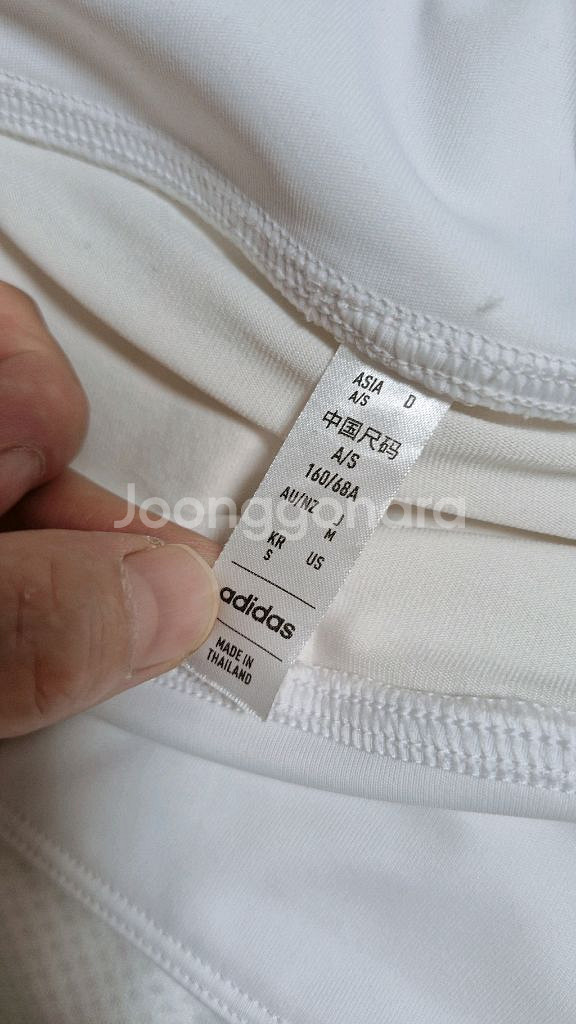 ASIA D
A/S
中国尺码
A/S
160/68A
AU/NZ J
M
KR US
S
adidas
MADE IN
THAILAND
Joonggonara